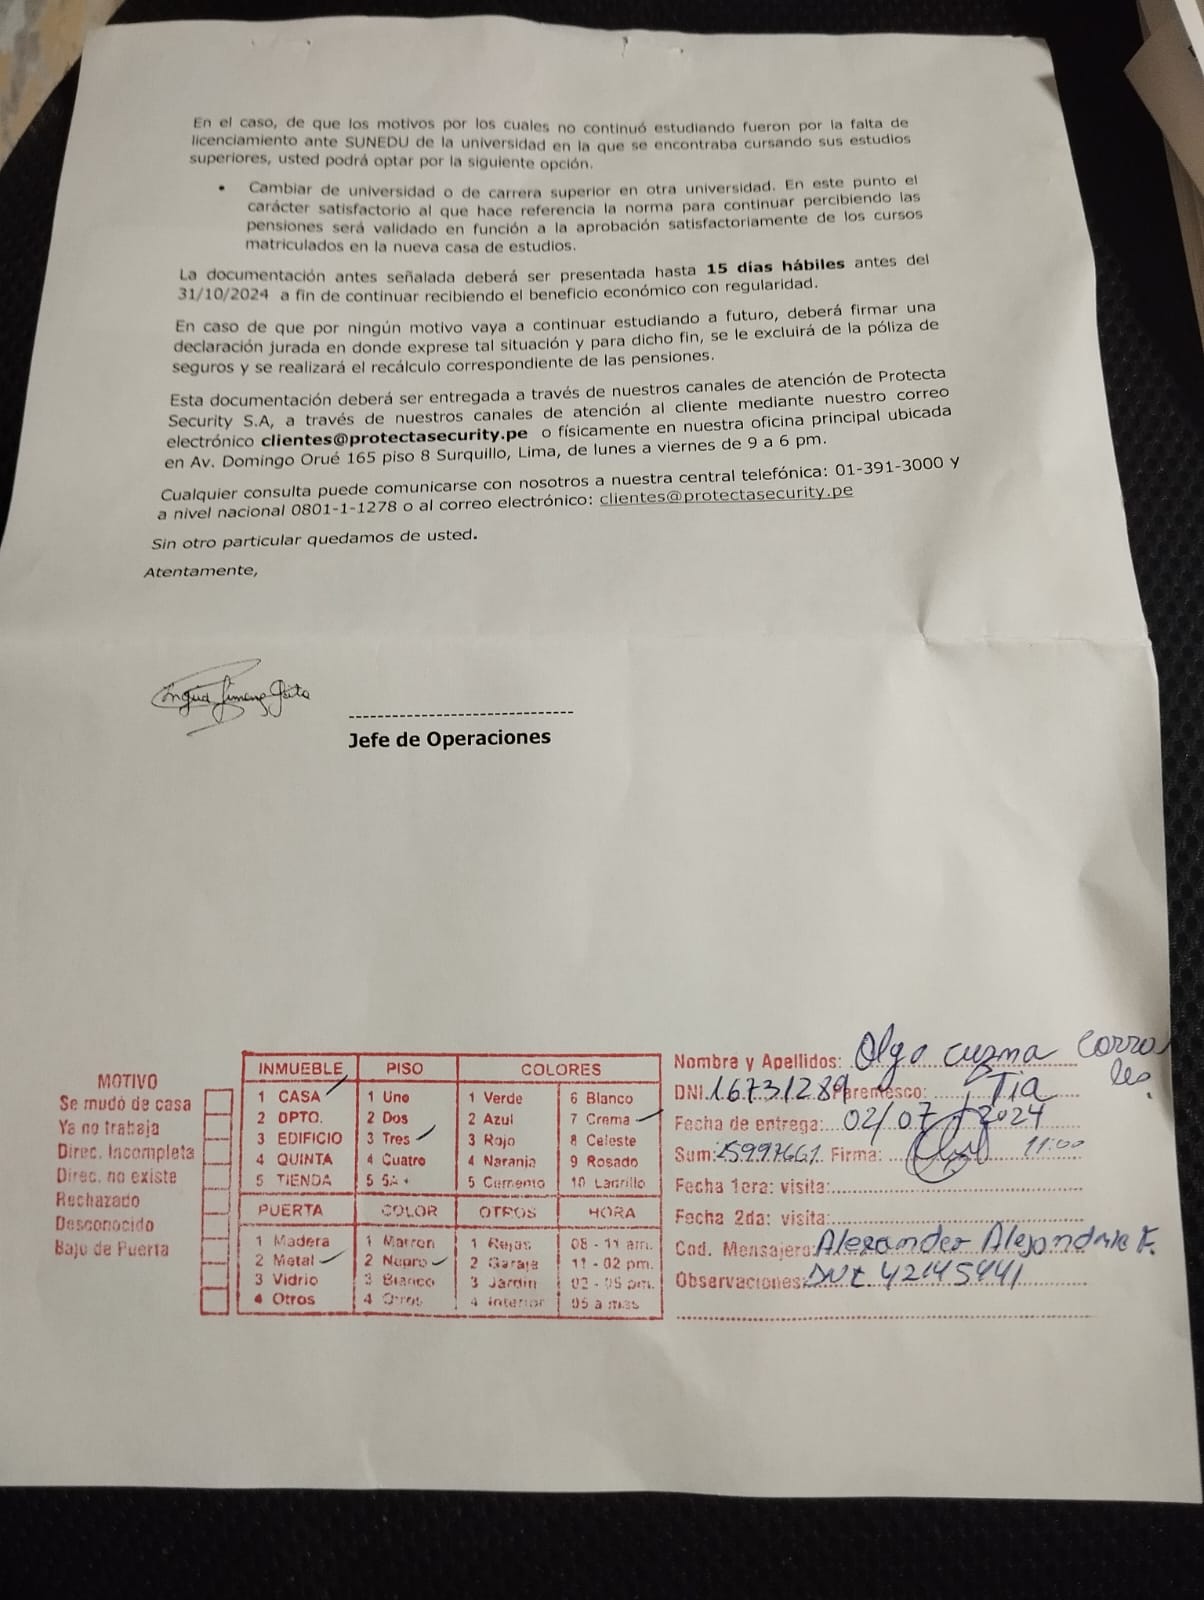 En el caso, de que los motivos por los cuales no continuó estudiando fueron por la falta de
licenciamiento ante SUNEDU de la universidad en la que se encontraba cursando sus estudios
superiores, usted podrá optar por la siguiente opción.
• Cambiar de universidad o de carrera superior en otra universidad. En este punto el
carácter satisfactorio al que hace referencia la norma para continuar percibiendo las
pensiones será validado en función a la aprobación satisfactoriamente de los cursos
matriculados en la nueva casa de estudios.
La documentación antes señalada deberá ser presentada hasta 15 días hábiles antes del
31/10/2024 a fin de continuar recibiendo el beneficio económico con regularidad.
En caso de que por ningún motivo vaya a continuar estudiando a futuro, deberá firmar una
declaración jurada en donde exprese tal situación y para dicho fin, se le excluirá de la póliza de
seguros y se realizará el recálculo correspondiente de las pensiones.
Esta documentación deberá ser entregada a través de nuestros canales de atención de Protecta
Security S.A, a través de nuestros canales de atención al cliente mediante nuestro correo
electrónico clientes@protectasecurity.pe o físicamente en nuestra oficina principal ubicada
en Av. Domingo Orué 165 piso 8 Surquillo, Lima, de lunes a viernes de 9 a 6 pm.
Cualquier consulta puede comunicarse con nosotros a nuestra central telefónica: 01-391-3000 y
a nivel nacional 0801-1-1278 o al correo electrónico: clientes@protectasecurity.pe
Sin otro particular quedamos de usted.
Atentamente,
Jefe de Operaciones
MOTIVO
Se mudó de casa
Ya no trabaja
Direc. Incompleta
Direc. no existe
Rechazado
Desconocido
Bajo de Puerta
INMUEBLE PISO COLORES
1 CASA 1 Uno 1 Verde 6 Blanco
2 DPTO. 2 Dos 2 Azul 7 Crema
3 EDIFICIO 3 Tres 3 Rojo 8 Celeste
4 QUINTA 4 Cuatro 4 Naranja 9 Rosado
5 TIENDA 5 5A+ 5 Cemento 10 Ladrillo
PUERTA COLOR OTROS HORA
1 Madera 1 Marron 1 Rejas 08 - 11 am.
2 Metal 2 Negro 2 Garaje 11 - 02 pm.
3 Vidrio 3 Blanco 3 Jardin 02 - 05 pm.
4 Otros 4 Otros 4 Interior 05 a mas
Nombre y Apellidos: Olga cuzma Corrales
DNI. 16731289 Paremesco: Tia
Fecha de entrega: 02/07/2024
Sum: 25997661 Firma: 11:00
Fecha 1era: visita:
Fecha 2da: visita:
Cod. Mensajero: Alexander Alejandria F.
Observaciones: DNI. 42145441